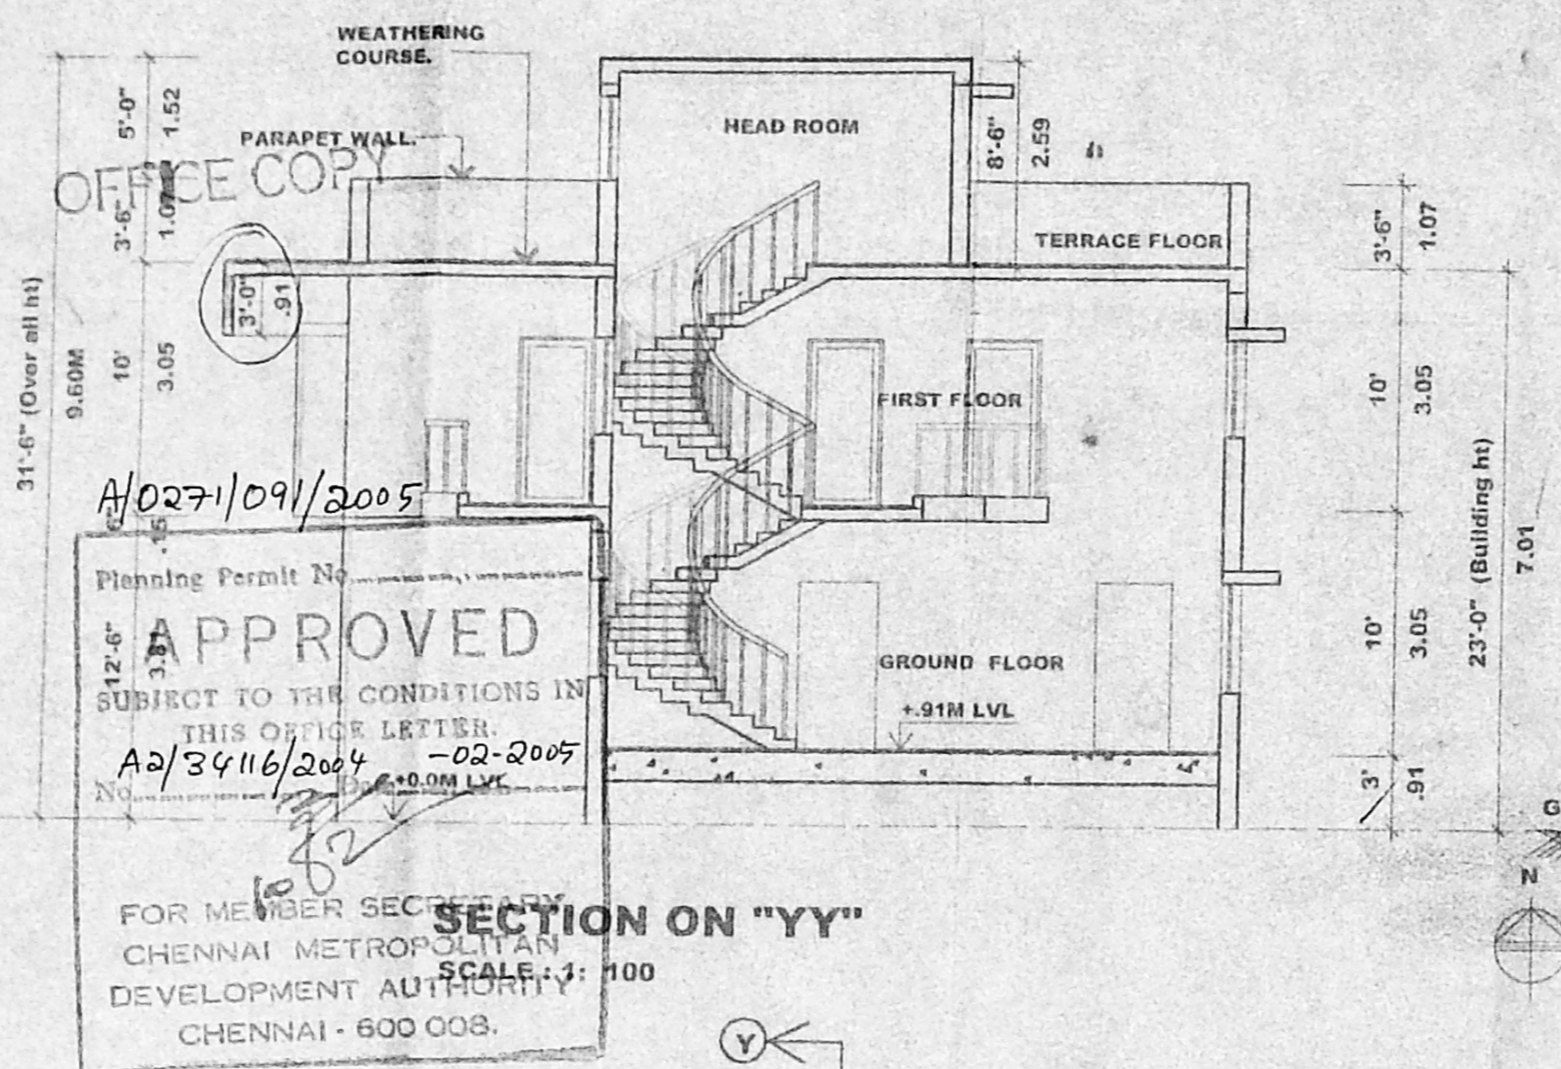 WEATHERING
COURSE.
PARAPET WALL.
HEAD ROOM
OFFICE COPY
TERRACE FLOOR
FIRST FLOOR
GROUND FLOOR
+.91M LVL
+0.0M LVL
31'-6" (Over all ht)
9.60M
5'-0"
1.52
3'-6"
1.07
3'-0"
.91
10'
3.05
.15
12'-6"
3.81
8'-6"
2.59
3'-6"
1.07
10'
3.05
10'
3.05
3'
.91
23'-0" (Building ht)
7.01
A/0271/091/2005
Planning Permit No
APPROVED
SUBJECT TO THE CONDITIONS IN
THIS OFFICE LETTER.
A2/34116/2004 -02-2005
No.
FOR MEMBER SECRETARY
CHENNAI METROPOLITAN
DEVELOPMENT AUTHORITY
CHENNAI - 600 008.
SECTION ON "YY"
SCALE : 1: 100
Y
N
G